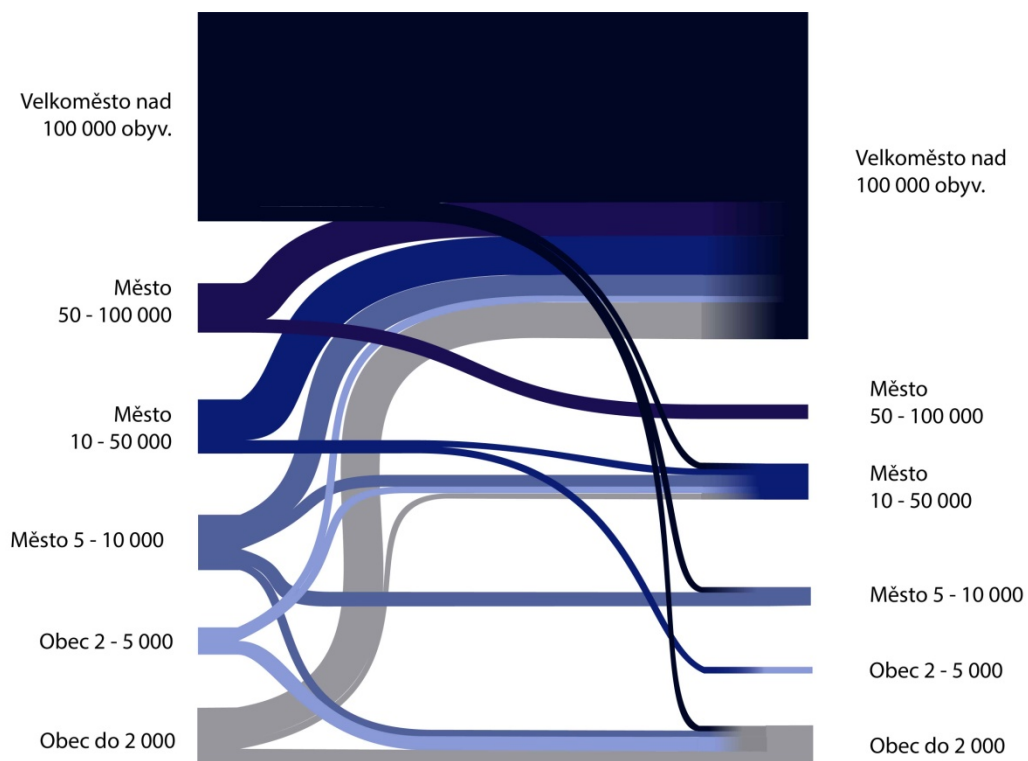 Velkoměsto nad
100 000 obyv.
Město
50 - 100 000
Město
10 - 50 000
Město 5 - 10 000
Obec 2 - 5 000
Obec do 2 000
Velkoměsto nad
100 000 obyv.
Město
50 - 100 000
Město
10 - 50 000
Město 5 - 10 000
Obec 2 - 5 000
Obec do 2 000